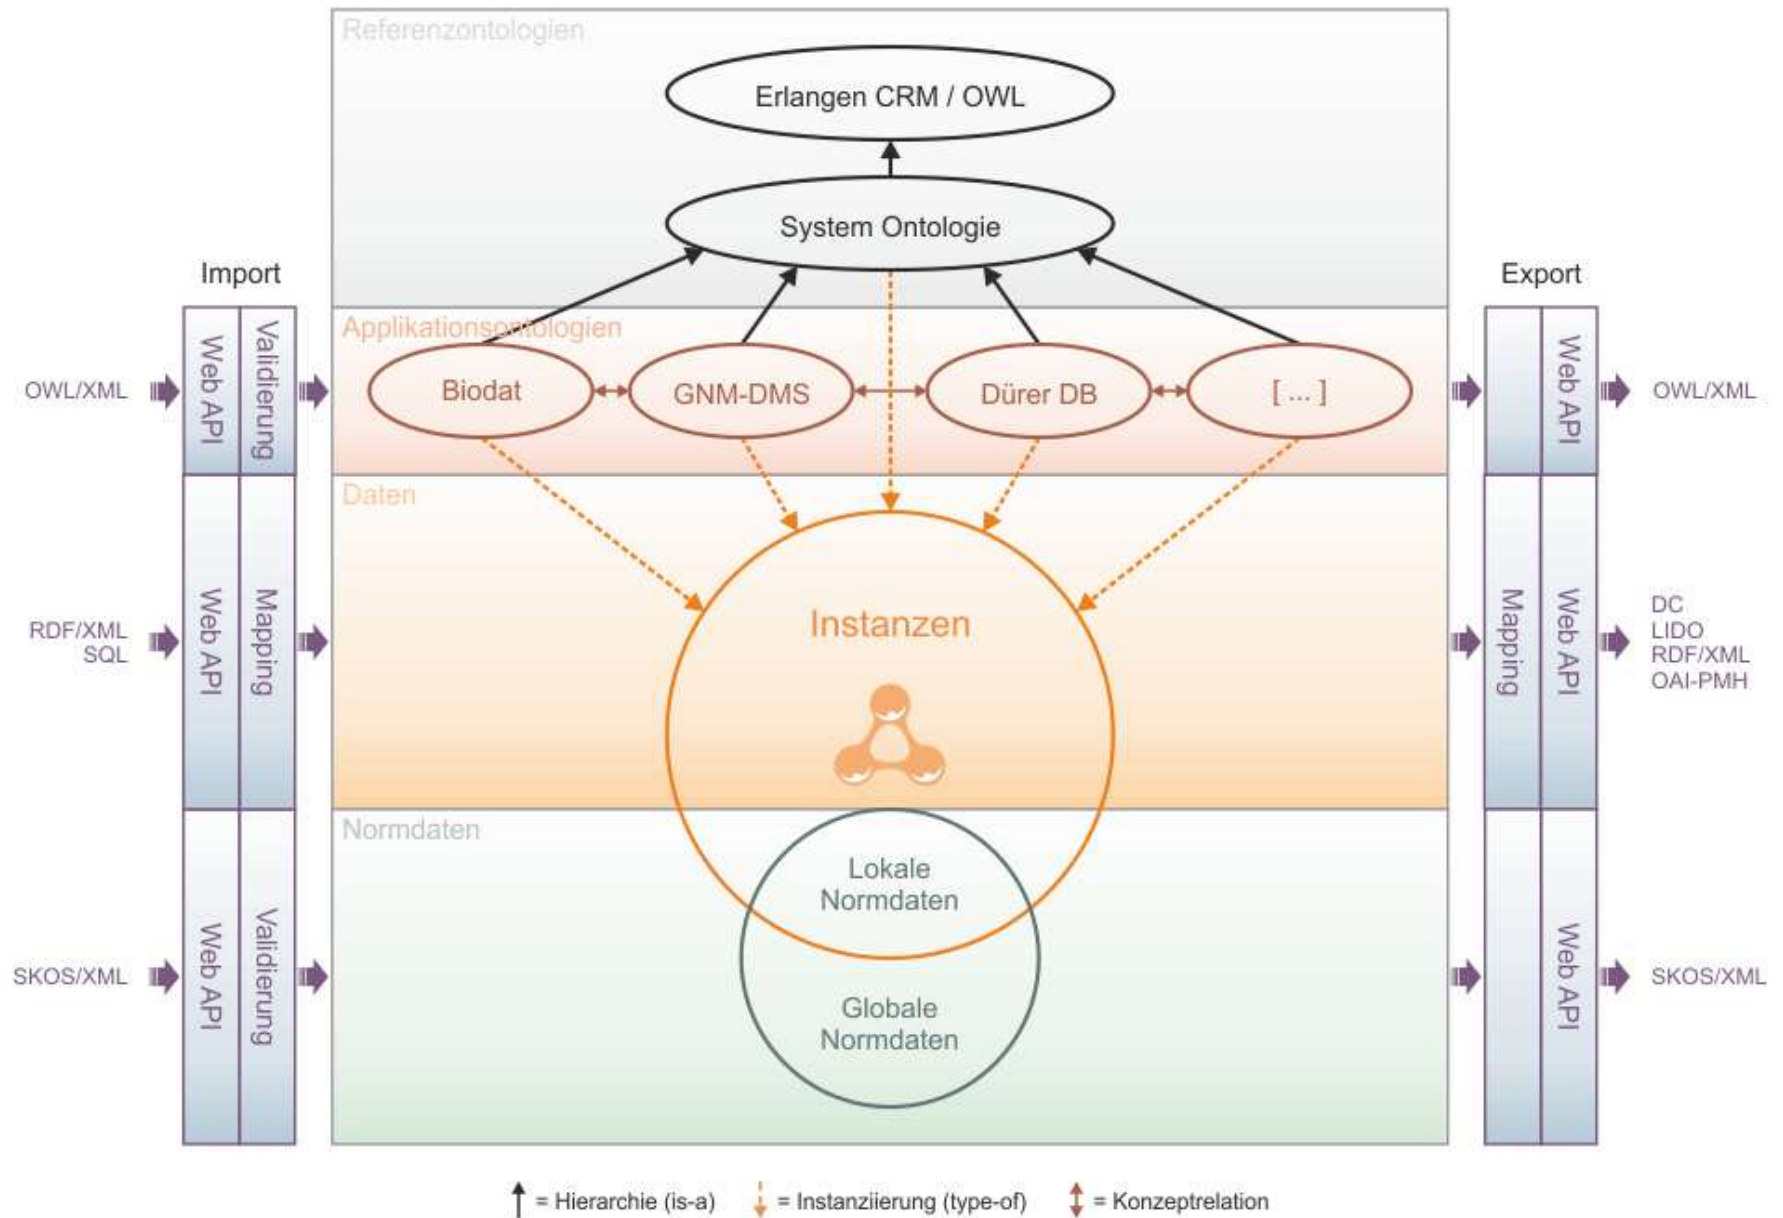 Referenzontologien
Erlangen CRM / OWL
System Ontologie
Import
Export
Applikationsontologien
Web API
Validierung
OWL/XML
Biodat
GNM-DMS
Dürer DB
[ ... ]
Web API
OWL/XML
Daten
RDF/XML
SQL
Web API
Mapping
Instanzen
Mapping
Web API
DC
LIDO
RDF/XML
OAI-PMH
Normdaten
Lokale
Normdaten
SKOS/XML
Web API
Validierung
Globale
Normdaten
Web API
SKOS/XML
= Hierarchie (is-a)
= Instanziierung (type-of)
= Konzeptrelation